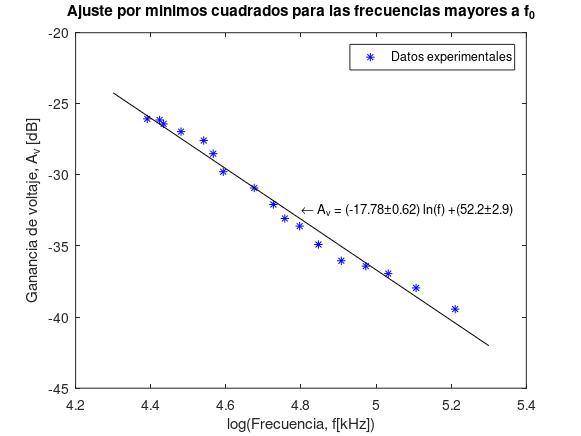 Ajuste por minimos cuadrados para las frecuencias mayores a f₀
-20
-25
-30
-35
-40
-45
Ganancia de voltaje, Aᵥ [dB]
Datos experimentales
← Aᵥ = (-17.78±0.62) ln(f) +(52.2±2.9)
4.2 4.4 4.6 4.8 5 5.2 5.4
log(Frecuencia, f[kHz])